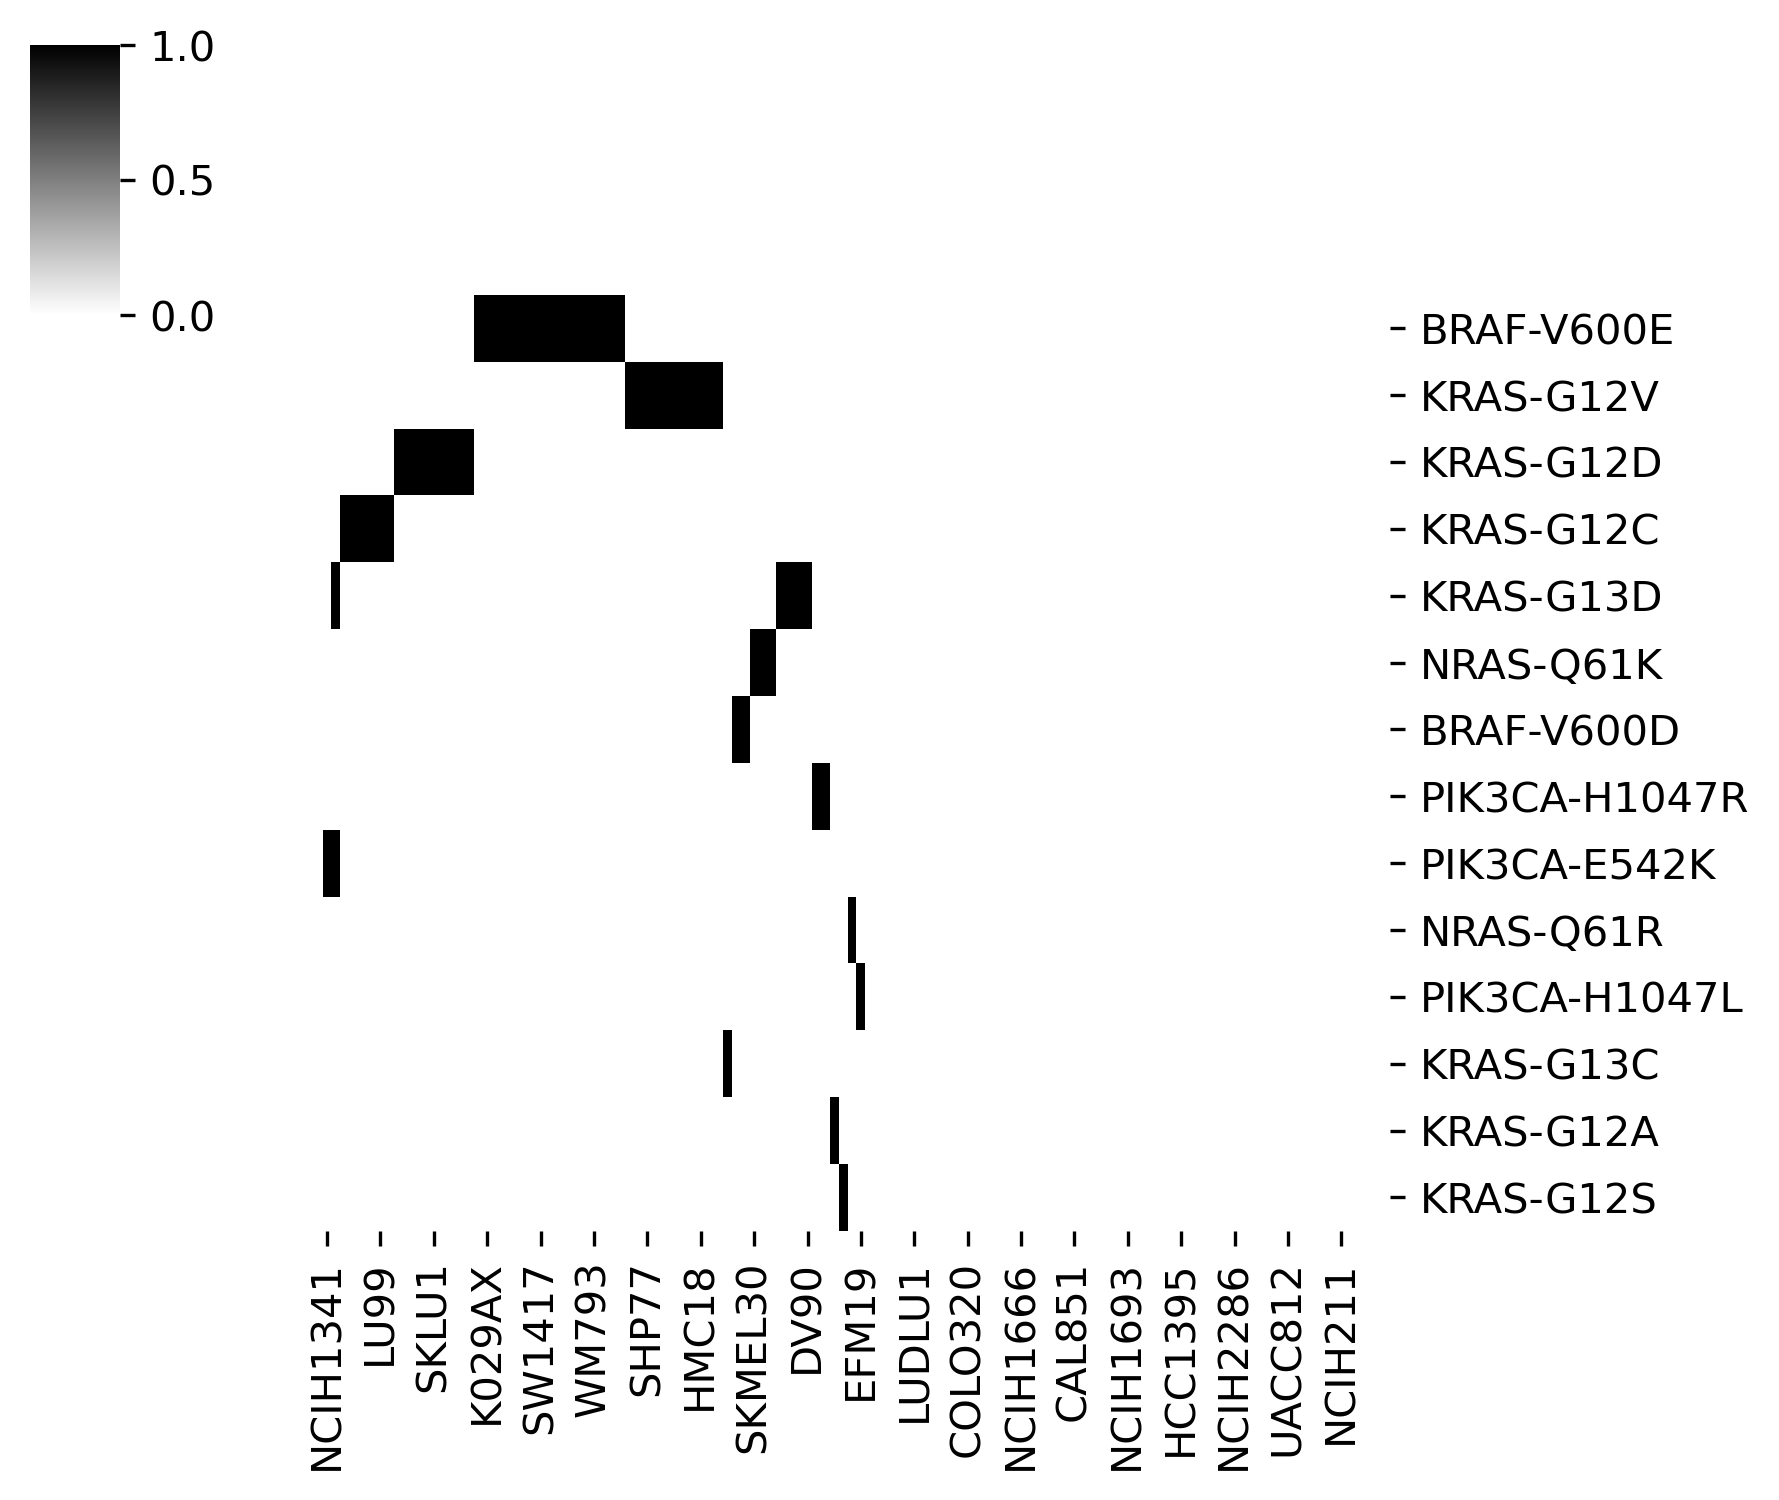 1.0
0.5
0.0
BRAF-V600E
KRAS-G12V
KRAS-G12D
KRAS-G12C
KRAS-G13D
NRAS-Q61K
BRAF-V600D
PIK3CA-H1047R
PIK3CA-E542K
NRAS-Q61R
PIK3CA-H1047L
KRAS-G13C
KRAS-G12A
KRAS-G12S
NCIH1341
LU99
SKLU1
K029AX
SW1417
WM793
SHP77
HMC18
SKMEL30
DV90
EFM19
LUDLU1
COLO320
NCIH1666
CAL851
NCIH1693
HCC1395
NCIH2286
UACC812
NCIH211